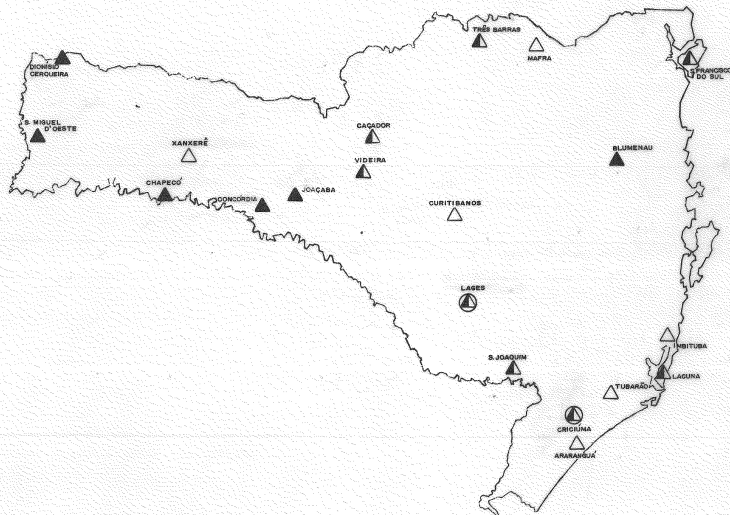 TRÊS BARRAS
MAFRA
S. FRANCISCO
DO SUL
DIONÍSIO
CERQUEIRA
S. MIGUEL
D'OESTE
CAÇADOR
XANXERÊ
BLUMENAU
VIDEIRA
CHAPECÓ
JOAÇABA
CONCÓRDIA
CURITIBANOS
LAGES
IMBITUBA
S. JOAQUIM
LAGUNA
TUBARÃO
CRICIÚMA
ARARANGUÁ